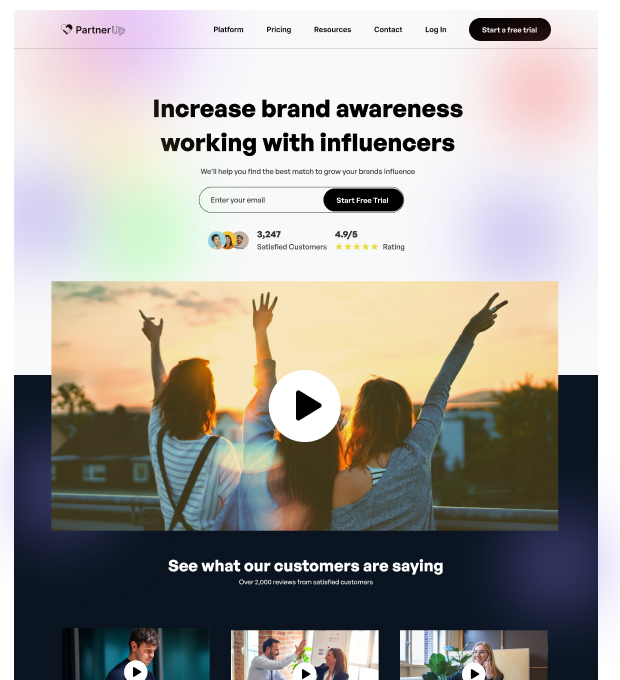 PartnerUp
Platform
Pricing
Resources
Contact
Log In
Start a free trial
Increase brand awareness
working with influencers
We'll help you find the best match to grow your brands influence
Enter your email
Start Free Trial
3,247
Satisfied Customers
4.9/5
Rating
See what our customers are saying
Over 2,000 reviews from satisfied customers